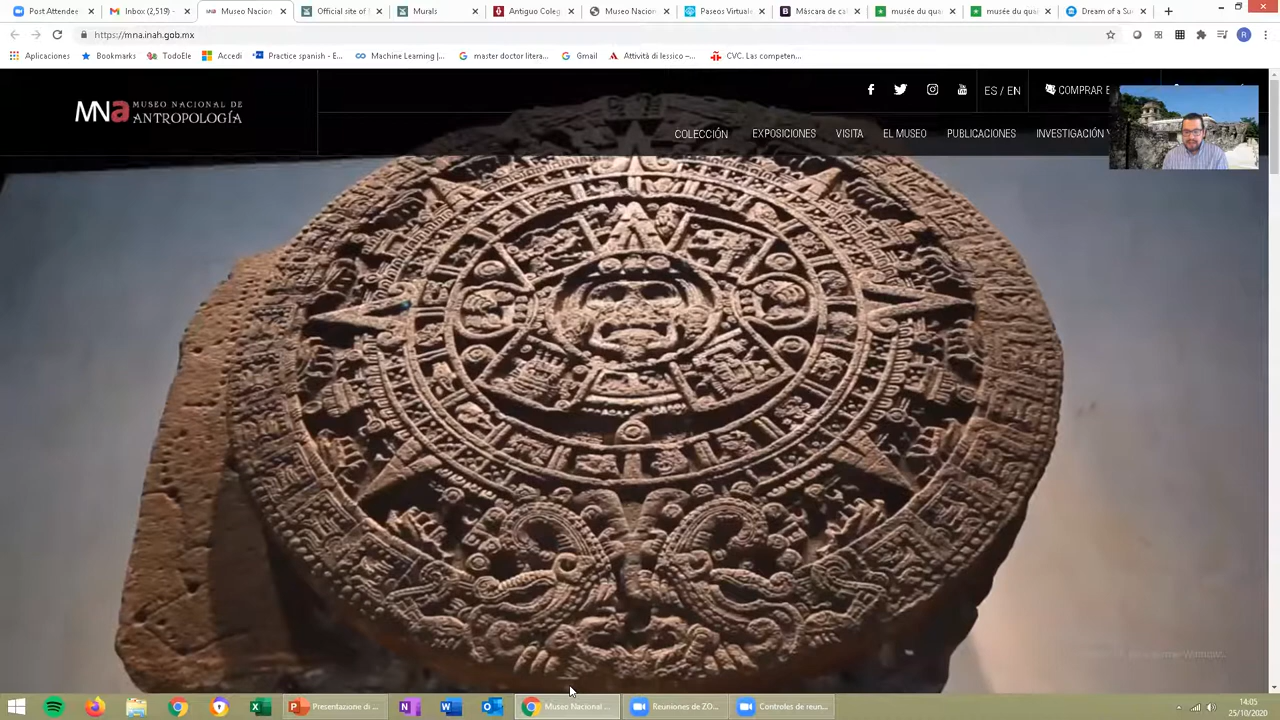 Post Attendee
Inbox (2,519) -
Museo Nacion
Official site of
Murals
Antiguo Coleg
Museo Nacion
Paseos Virtuale
Máscara de ca
musée du qua
musée du qua
Dream of a Su
https://mna.inah.gob.mx
Aplicaciones
Bookmarks
TodoELE
Accedi
Practice spanish - E...
Machine Learning |...
master doctor litera...
Gmail
Attività di lessico –...
CVC. Las competen...
MNa MUSEO NACIONAL DE
ANTROPOLOGÍA
ES / EN
COMPRAR
COLECCIÓN
EXPOSICIONES
VISITA
EL MUSEO
PUBLICACIONES
INVESTIGACIÓN Y
Presentazione di ...
Museo Nacional ...
Reuniones de ZO...
Controles de reun...
14:05
25/10/2020